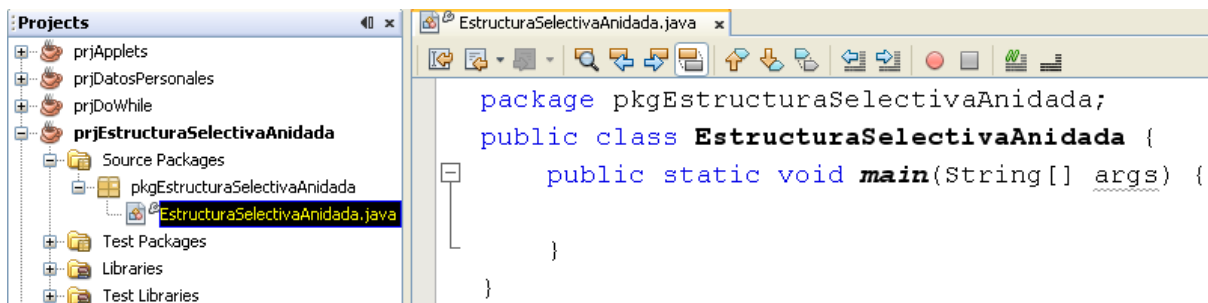 Projects
prjApplets
prjDatosPersonales
prjDoWhile
prjEstructuraSelectivaAnidada
Source Packages
pkgEstructuraSelectivaAnidada
EstructuraSelectivaAnidada.java
Test Packages
Libraries
Test Libraries
EstructuraSelectivaAnidada.java
package pkgEstructuraSelectivaAnidada;
public class EstructuraSelectivaAnidada {
public static void main(String[] args) {
}
}